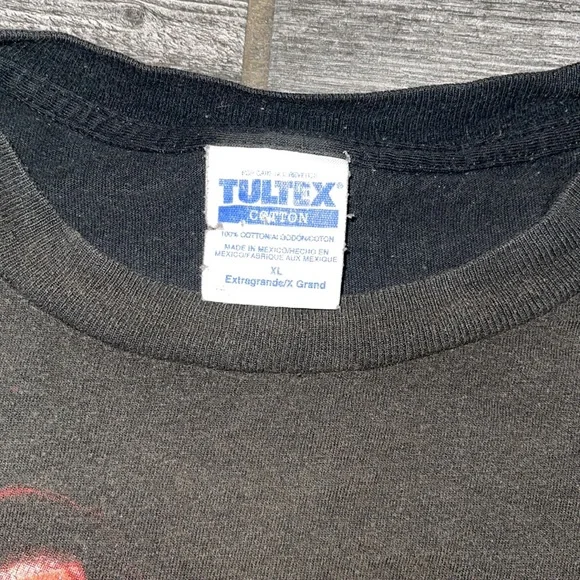 TULTEX®
COTTON
100% COTTON/ALGODON/COTON
MADE IN MEXICO/HECHO EN
MEXICO/FABRIQUE AUX MEXIQUE
XL
Extragrande/X Grand